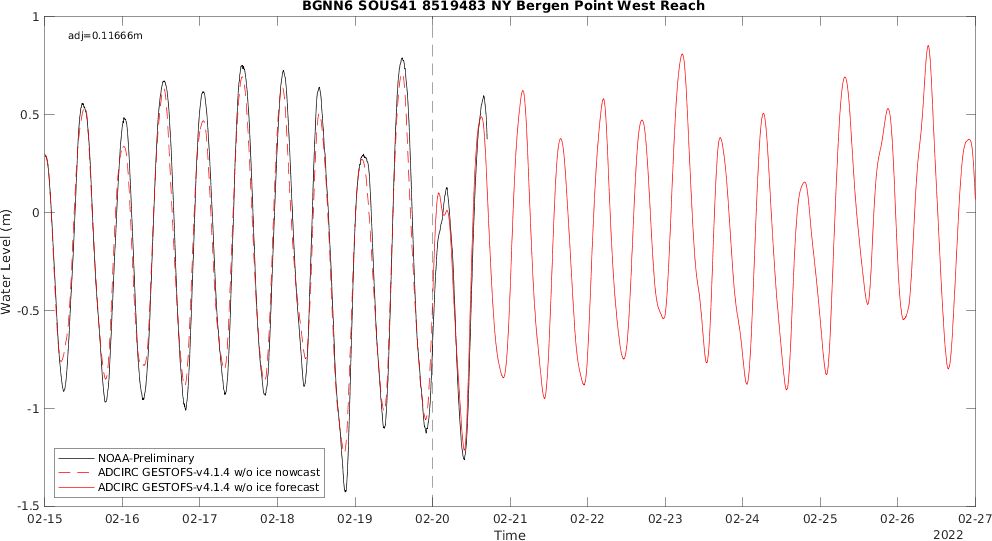 BGNN6 SOUS41 8519483 NY Bergen Point West Reach
adj=0.11666m
1
0.5
0
-0.5
-1
-1.5
Water Level (m)
NOAA-Preliminary
ADCIRC GESTOFS-v4.1.4 w/o ice nowcast
ADCIRC GESTOFS-v4.1.4 w/o ice forecast
02-15 02-16 02-17 02-18 02-19 02-20 02-21 02-22 02-23 02-24 02-25 02-26 02-27
Time
2022